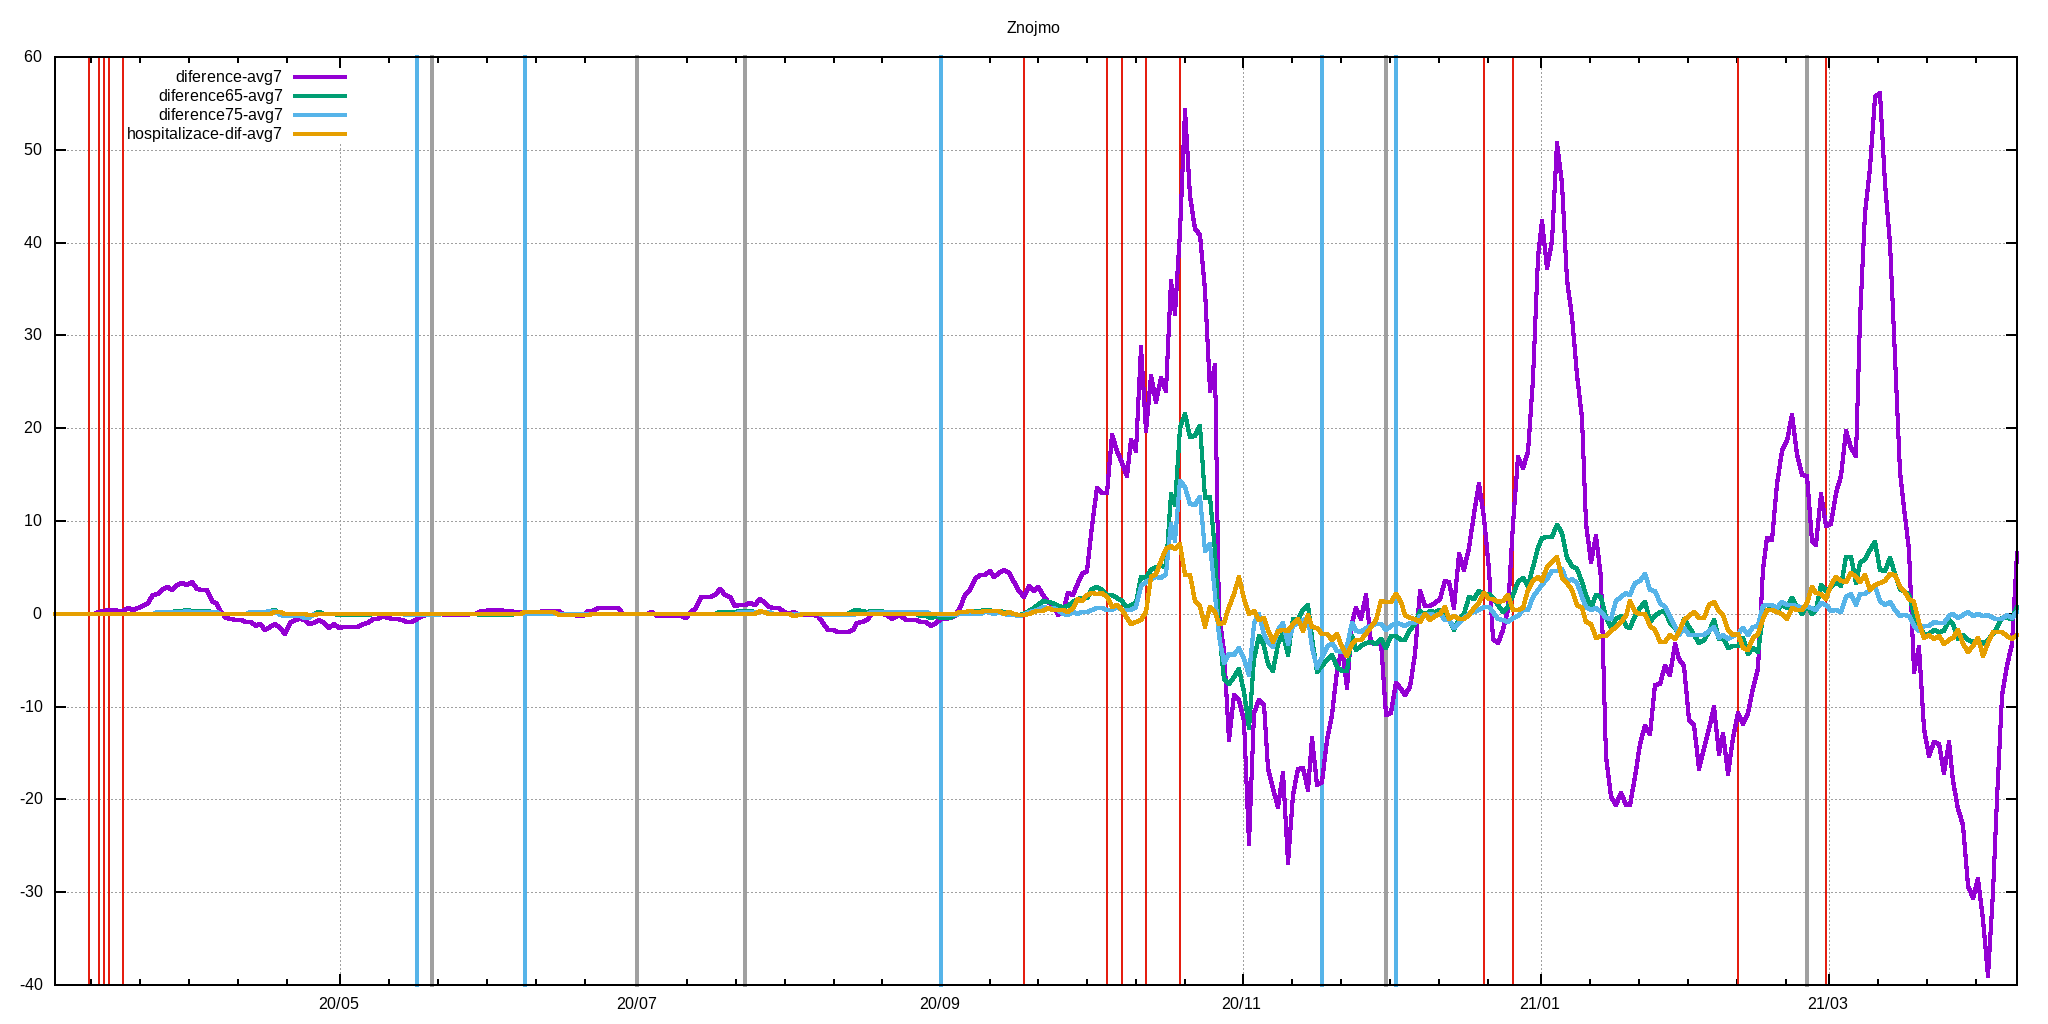 Znojmo
60
diference-avg7
diference65-avg7
diference75-avg7
hospitalizace-dif-avg7
50
40
30
20
10
0
-10
-20
-30
-40
20/05 20/07 20/09 20/11 21/01 21/03